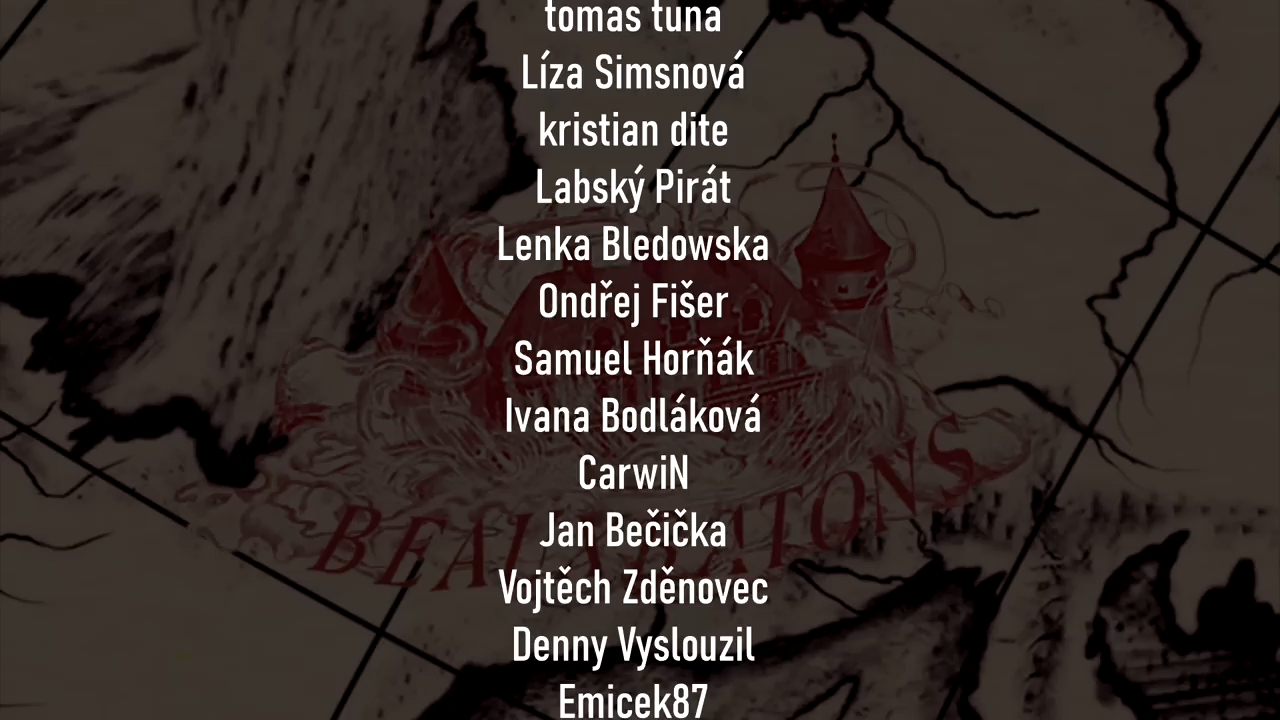 tomas tuna
Líza Simsnová
kristian dite
Labský Pirát
Lenka Bledowska
Ondřej Fišer
Samuel Horňák
Ivana Bodláková
CarwiN
Jan Bečička
Vojtěch Zděnovec
Denny Vyslouzil
Emicek87